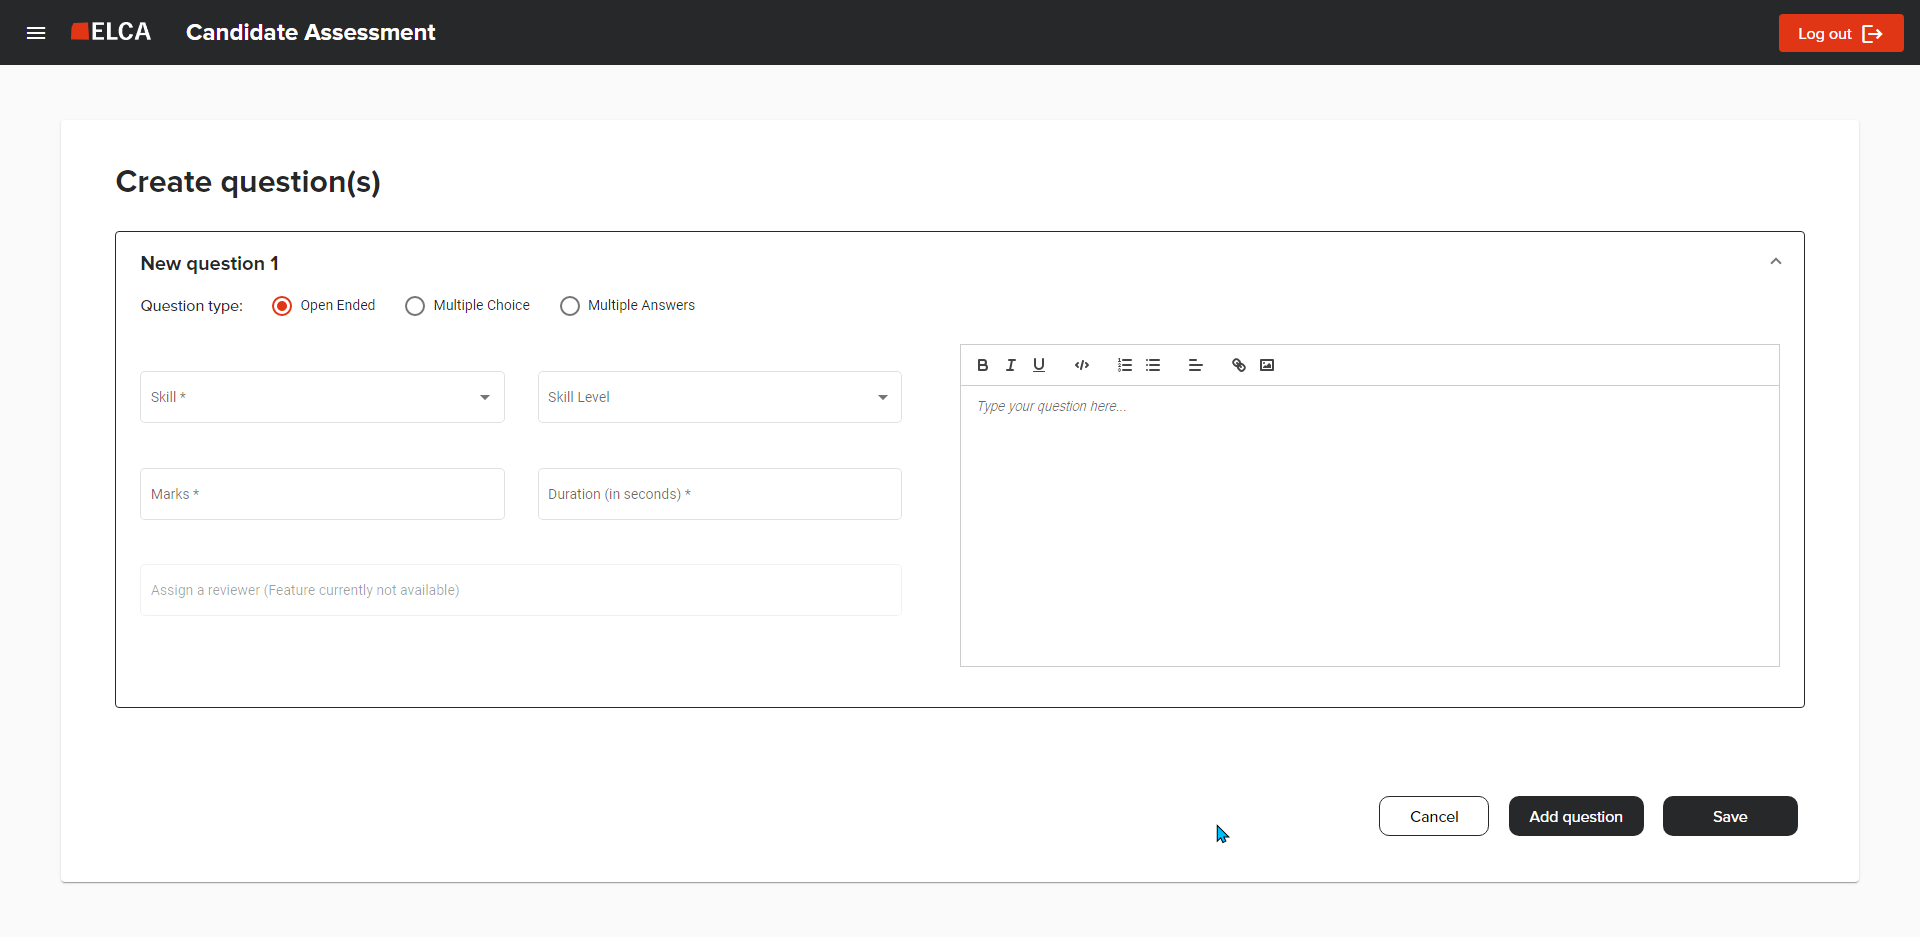 ELCA Candidate Assessment Log out
Create question(s)
New question 1
Question type: Open Ended Multiple Choice Multiple Answers
Skill * Skill Level
Marks * Duration (in seconds) *
Assign a reviewer (Feature currently not available)
B I U
Type your question here...
Cancel Add question Save